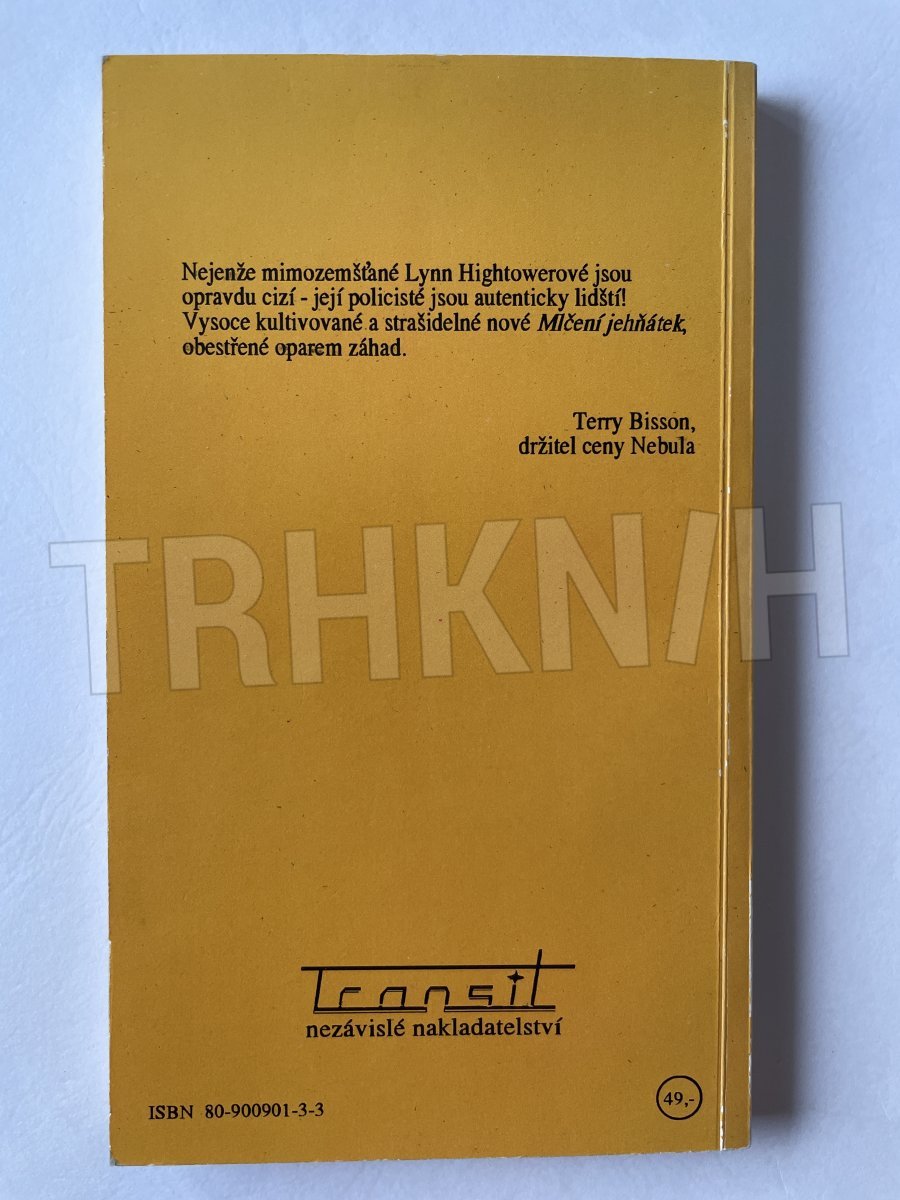 Nejenže mimozemšťané Lynn Hightowerové jsou
opravdu cizí - její policisté jsou autenticky lidští!
Vysoce kultivované a strašidelné nové Mlčení jehňátek,
obestřené oparem záhad.
Terry Bisson,
držitel ceny Nebula
TRHKNIH
Transit
nezávislé nakladatelství
ISBN 80-900901-3-3
49,-